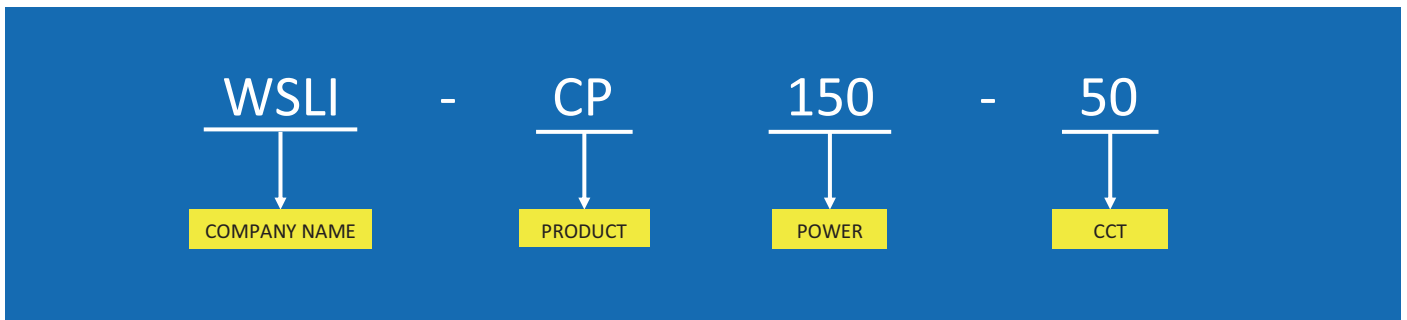 WSLI - CP 150 - 50
COMPANY NAME PRODUCT POWER CCT